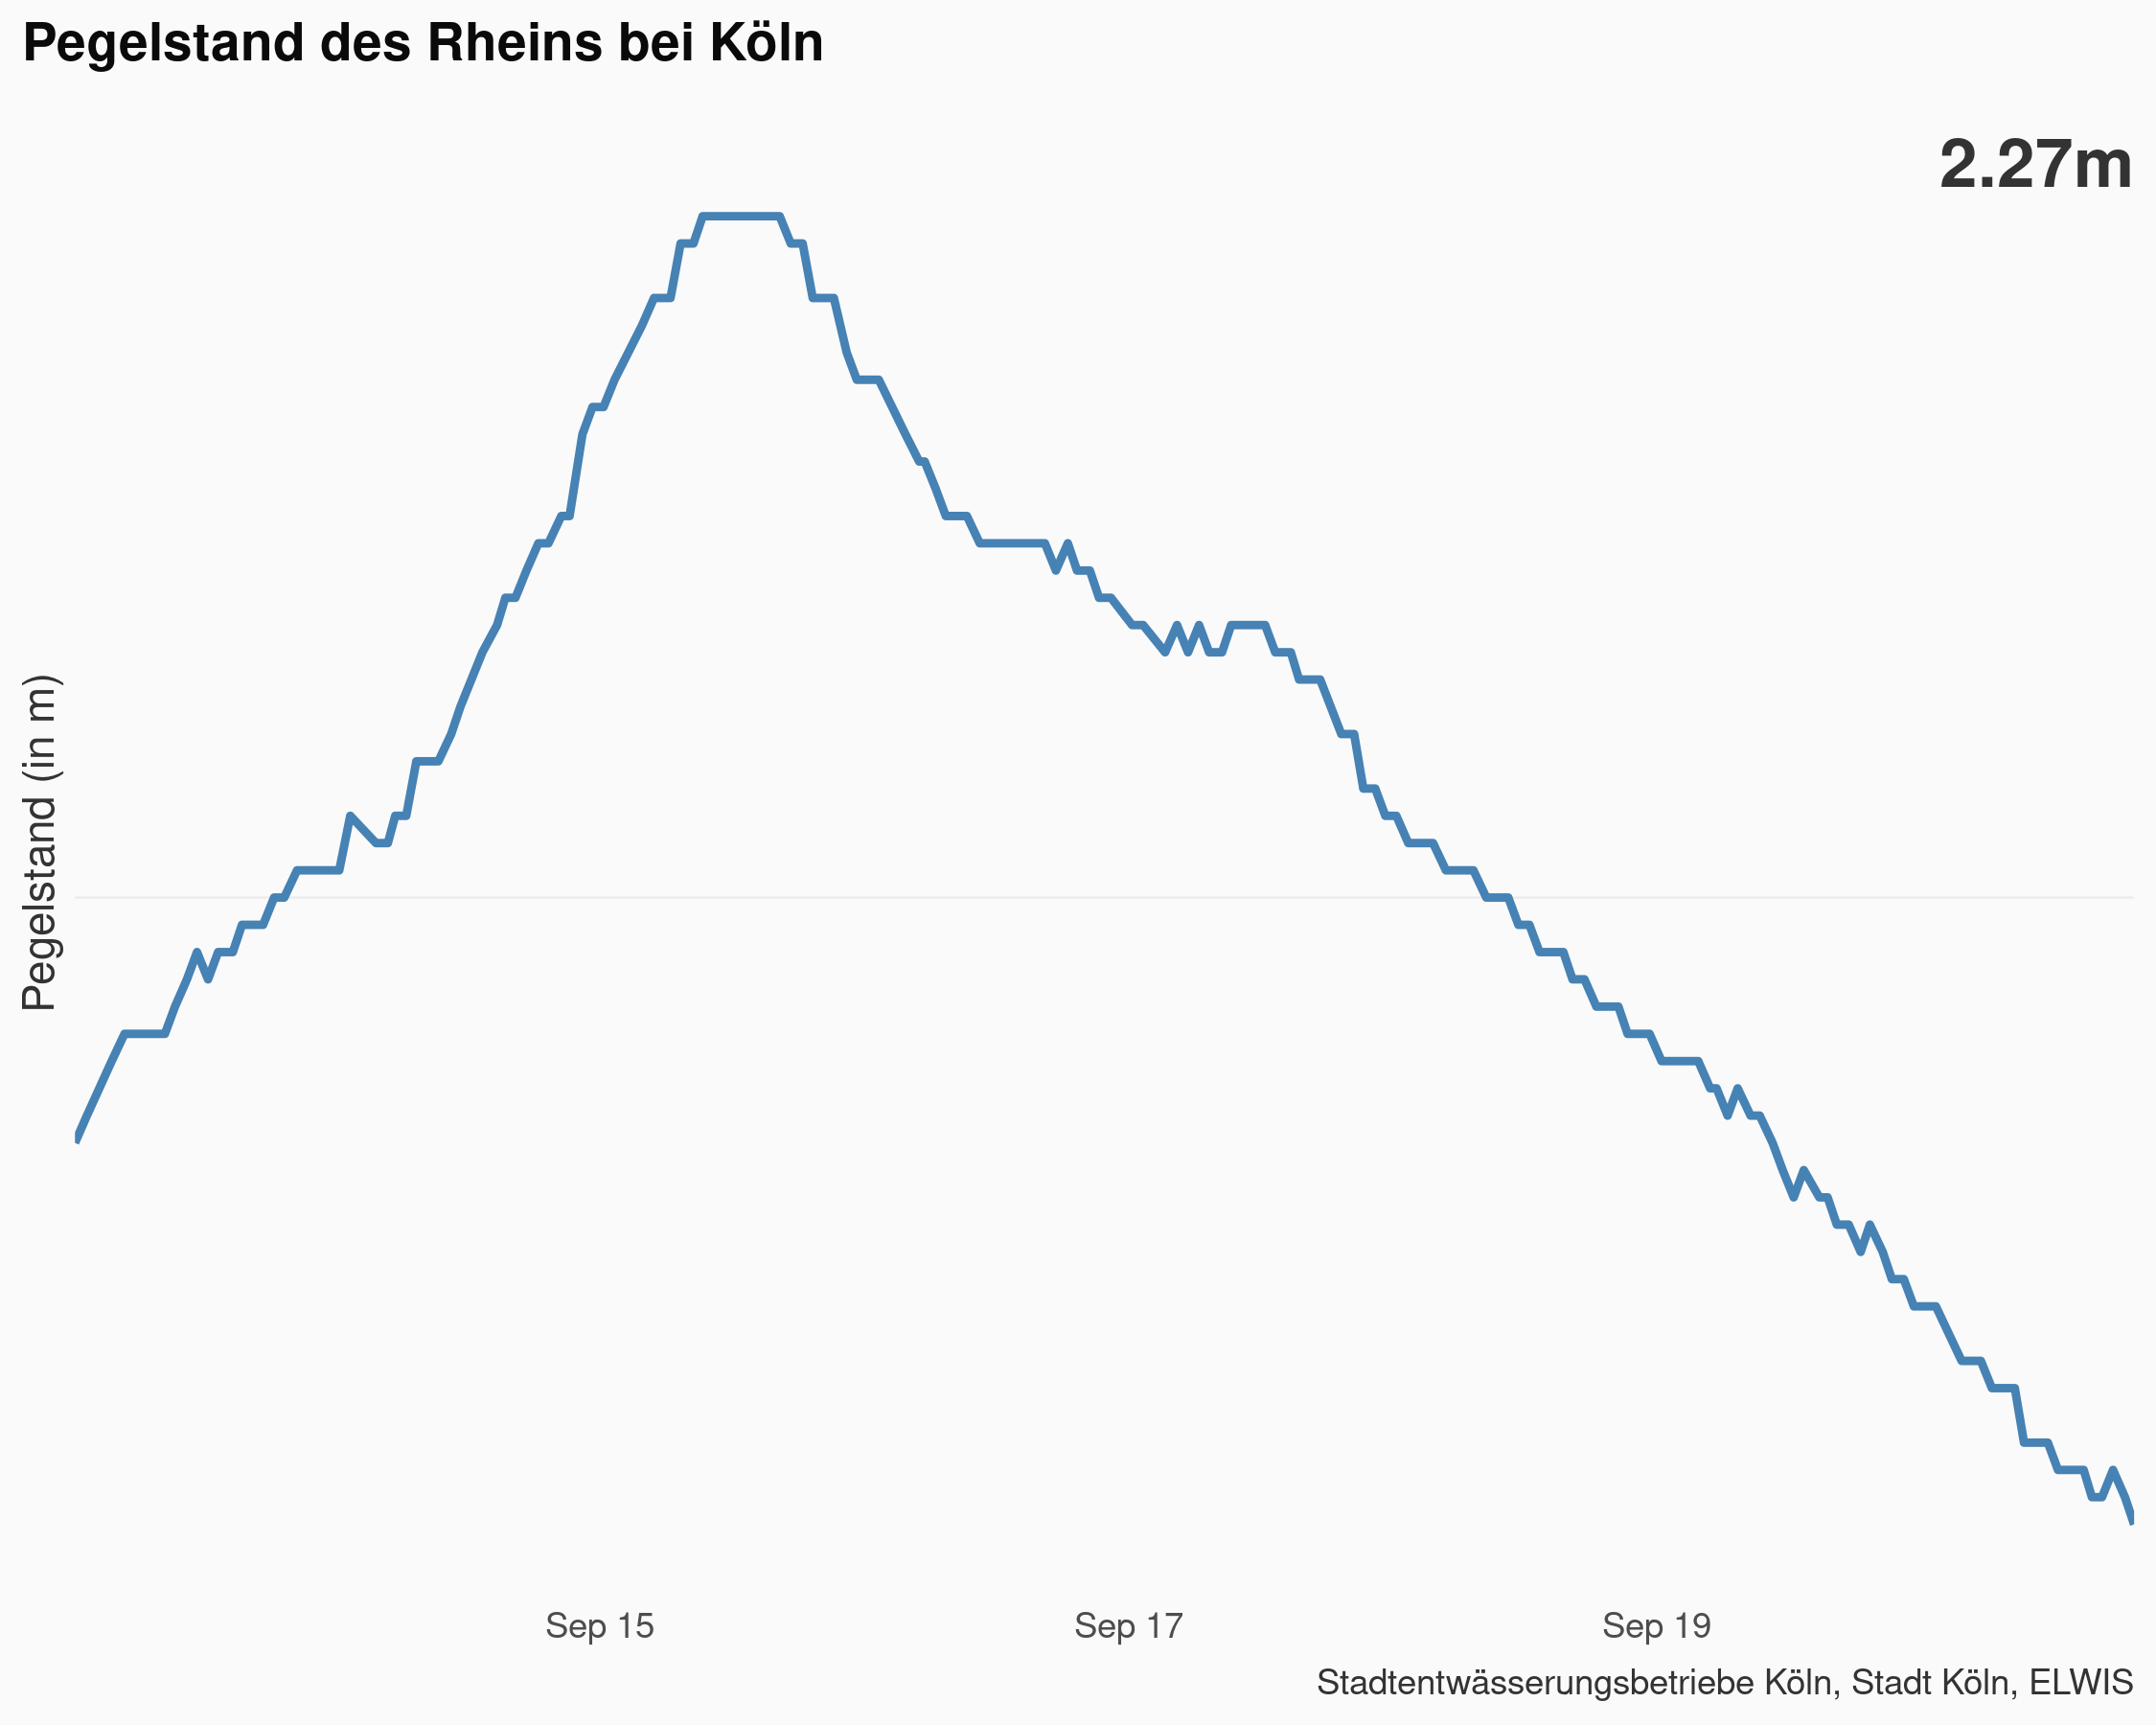 Pegelstand des Rheins bei Köln
2.27m
Pegelstand (in m)
Sep 15
Sep 17
Sep 19
Stadtentwässerungsbetriebe Köln, Stadt Köln, ELWIS